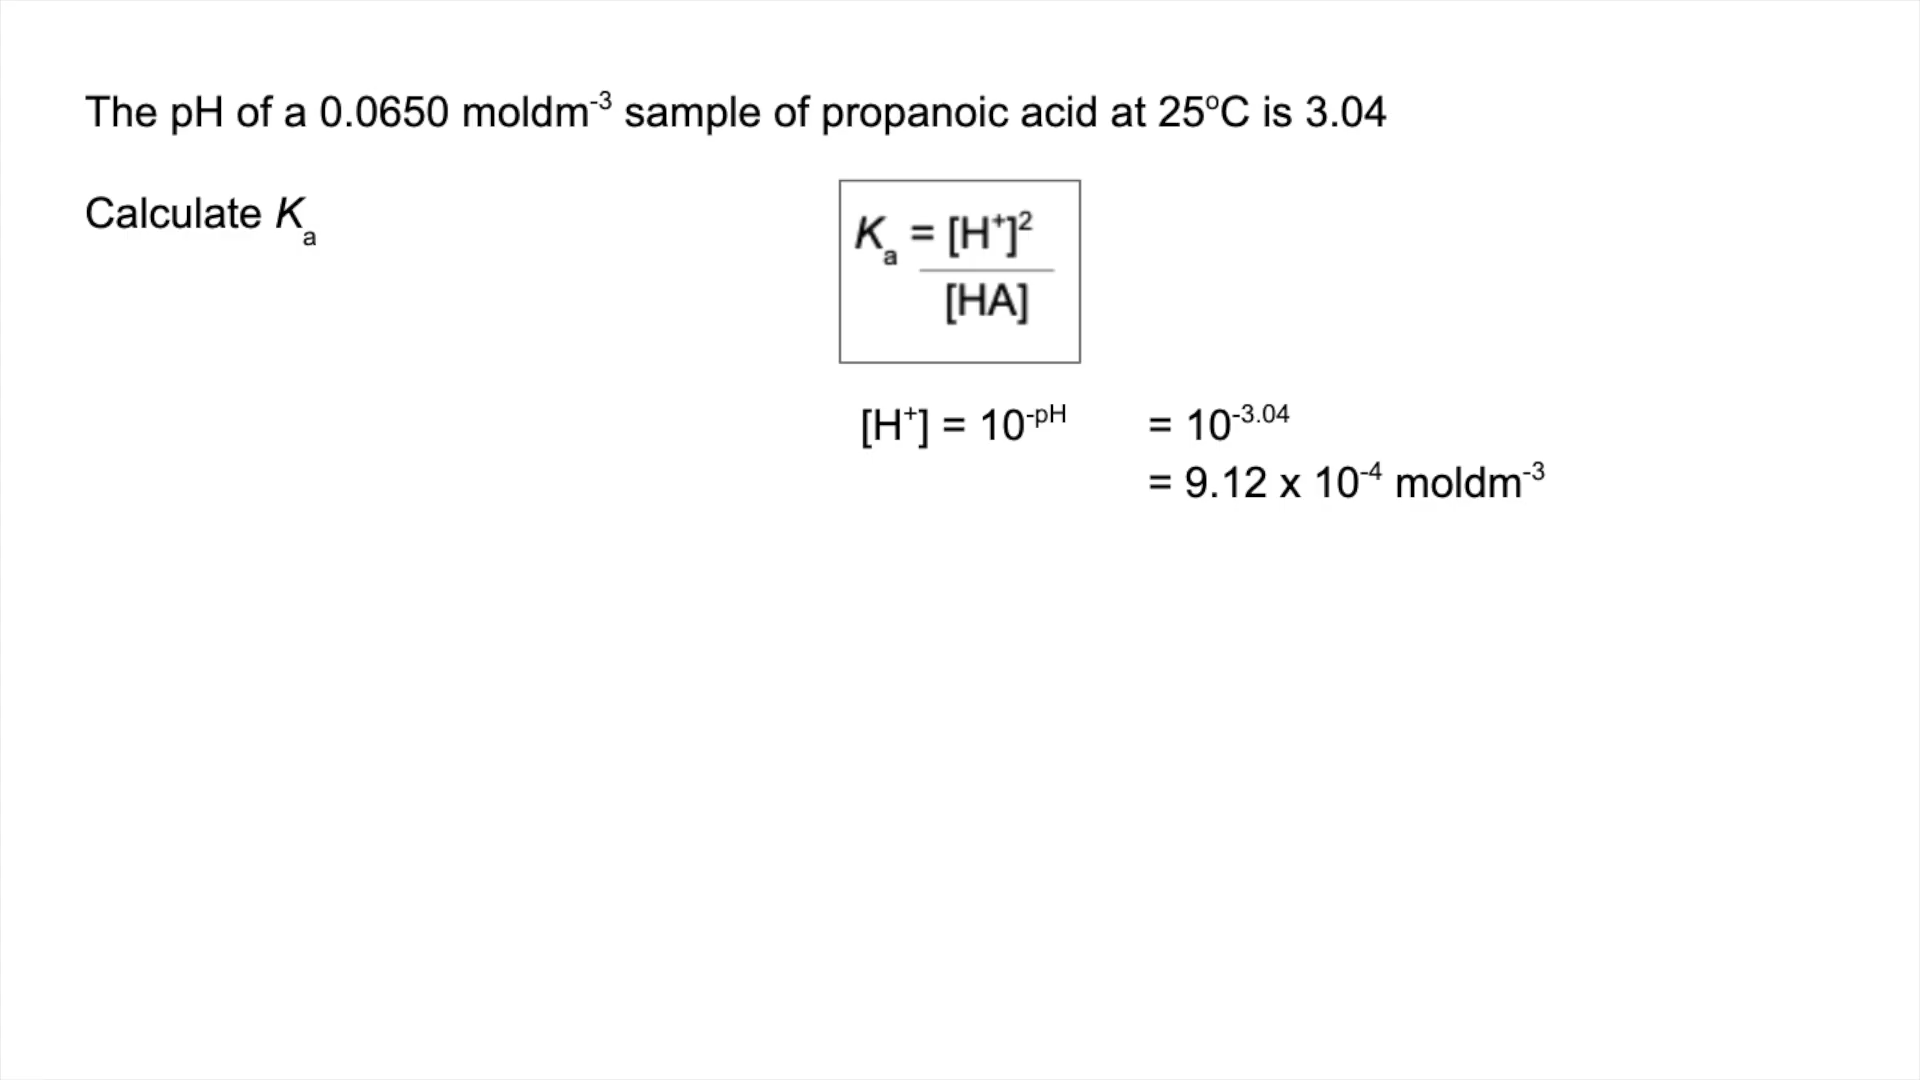 The pH of a 0.0650 moldm⁻³ sample of propanoic acid at 25ºC is 3.04
Calculate Kₐ
Kₐ = [H⁺]²
[HA]
[H⁺] = 10⁻ᵖᴴ = 10⁻³·⁰⁴
= 9.12 x 10⁻⁴ moldm⁻³